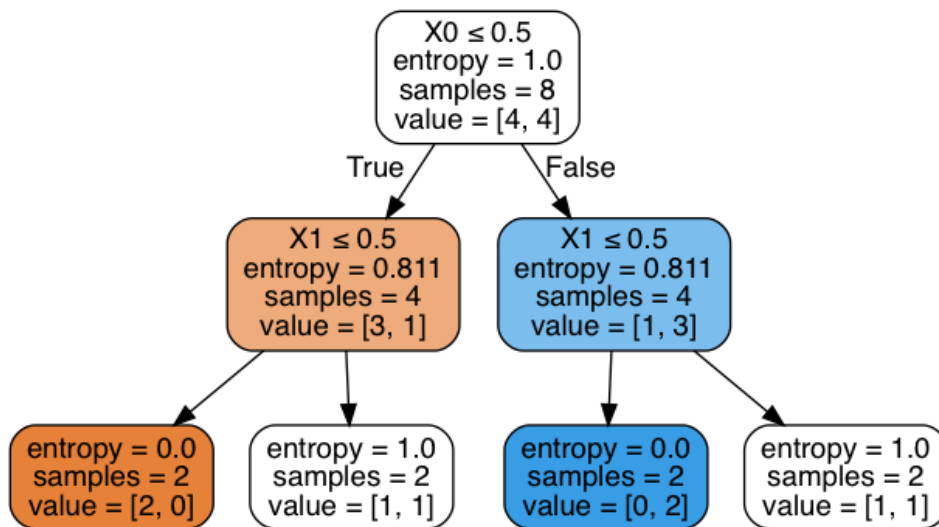 X0 ≤ 0.5
entropy = 1.0
samples = 8
value = [4, 4]
True
False
X1 ≤ 0.5
entropy = 0.811
samples = 4
value = [3, 1]
X1 ≤ 0.5
entropy = 0.811
samples = 4
value = [1, 3]
entropy = 0.0
samples = 2
value = [2, 0]
entropy = 1.0
samples = 2
value = [1, 1]
entropy = 0.0
samples = 2
value = [0, 2]
entropy = 1.0
samples = 2
value = [1, 1]